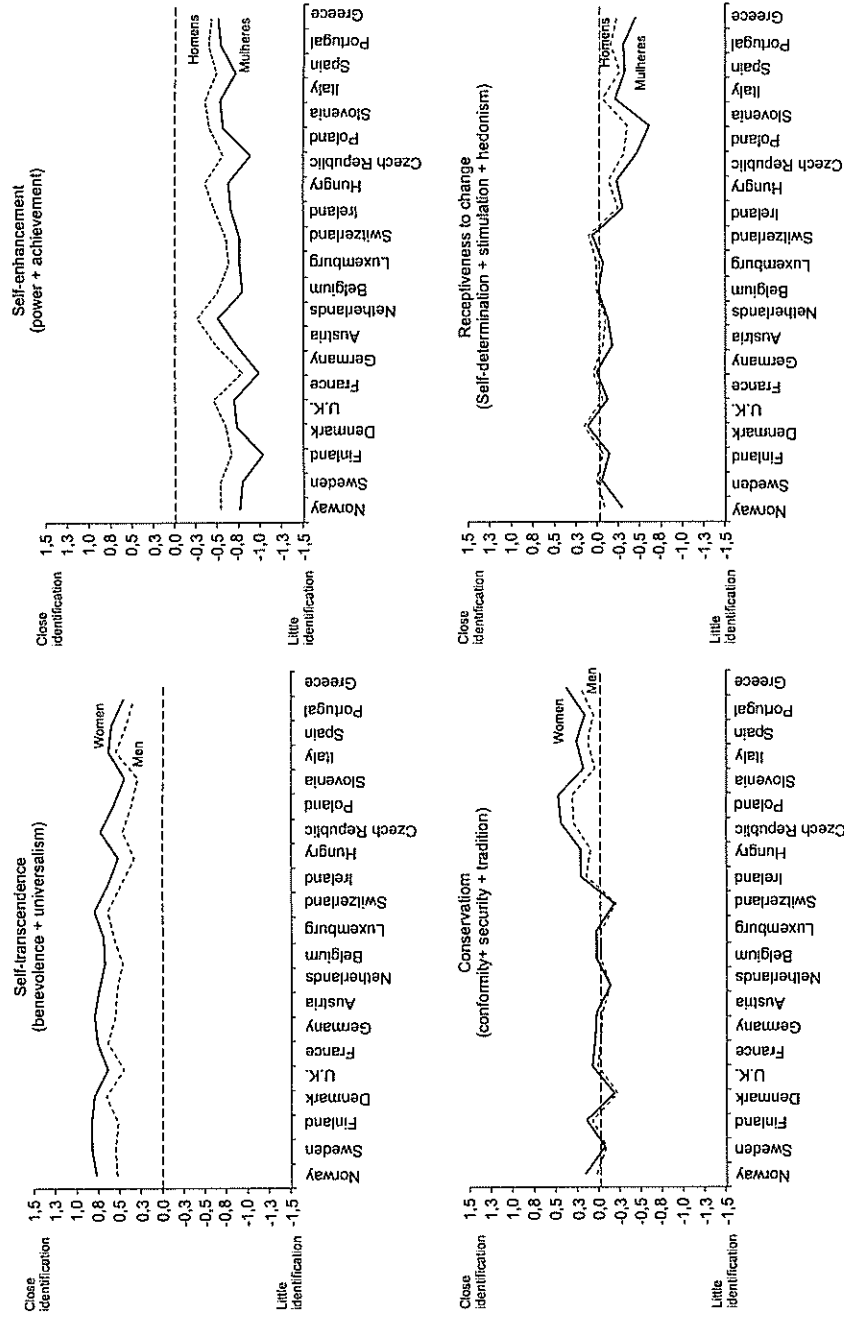 Self-transcendence
(benevolence + universalism)
Close
identification
1,5
1,3
1,0
0,8
0,5
0,3
0,0
-0,3
-0,5
-0,8
-1,0
-1,3
-1,5
Little
identification
Women
Men
Norway
Sweden
Finland
Denmark
U.K.
France
Germany
Austria
Netherlands
Belgium
Luxemburg
Switzerland
Ireland
Hungry
Czech Republic
Poland
Slovenia
Italy
Spain
Portugal
Greece
Self-enhancement
(power + achievement)
Close
identification
1,5
1,3
1,0
0,8
0,5
0,3
0,0
-0,3
-0,5
-0,8
-1,0
-1,3
-1,5
Little
identification
Homens
Mulheres
Norway
Sweden
Finland
Denmark
U.K.
France
Germany
Austria
Netherlands
Belgium
Luxemburg
Switzerland
Ireland
Hungry
Czech Republic
Poland
Slovenia
Italy
Spain
Portugal
Greece
Conservatiom
(conformity+ security + tradition)
Close
identification
1,5
1,3
1,0
0,8
0,5
0,3
0,0
-0,3
-0,5
-0,8
-1,0
-1,3
-1,5
Little
identification
Women
Men
Norway
Sweden
Finland
Denmark
U.K.
France
Germany
Austria
Netherlands
Belgium
Luxemburg
Switzerland
Ireland
Hungry
Czech Republic
Poland
Slovenia
Italy
Spain
Portugal
Greece
Receptiveness to change
(Self-determination + stimulation + hedonism)
Close
identification
1,5
1,3
1,0
0,8
0,5
0,3
0,0
-0,3
-0,5
-0,8
-1,0
-1,3
-1,5
Little
identification
Homens
Mulheres
Norway
Sweden
Finland
Denmark
U.K.
France
Germany
Austria
Netherlands
Belgium
Luxemburg
Switzerland
Ireland
Hungry
Czech Republic
Poland
Slovenia
Italy
Spain
Portugal
Greece